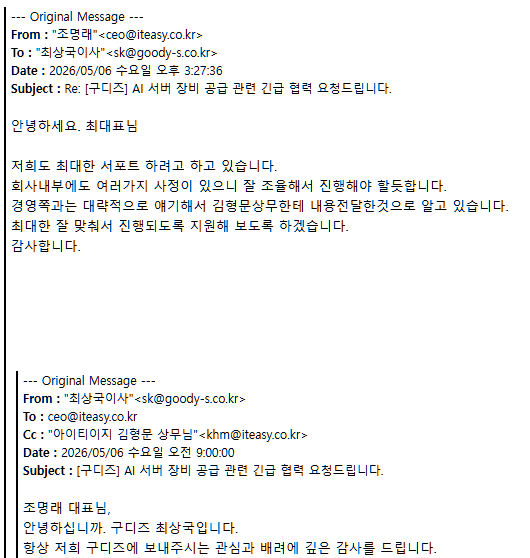 --- Original Message ---
From : "조명래"<ceo@iteasy.co.kr>
To : "최상국이사"<sk@goody-s.co.kr>
Date : 2026/05/06 수요일 오후 3:27:36
Subject : Re: [구디즈] AI 서버 장비 공급 관련 긴급 협력 요청드립니다.
안녕하세요. 최대표님
저희도 최대한 서포트 하려고 하고 있습니다.
회사내부에도 여러가지 사정이 있으니 잘 조율해서 진행해야 할듯합니다.
경영쪽과는 대략적으로 얘기해서 김형문상무한테 내용전달한것으로 알고 있습니다.
최대한 잘 맞춰서 진행되도록 지원해 보도록 하겠습니다.
감사합니다.
--- Original Message ---
From : "최상국이사"<sk@goody-s.co.kr>
To : ceo@iteasy.co.kr
Cc : "아이티이지 김형문 상무님"<khm@iteasy.co.kr>
Date : 2026/05/06 수요일 오전 9:00:00
Subject : [구디즈] AI 서버 장비 공급 관련 긴급 협력 요청드립니다.
조명래 대표님,
안녕하십니까. 구디즈 최상국입니다.
항상 저희 구디즈에 보내주시는 관심과 배려에 깊은 감사를 드립니다.